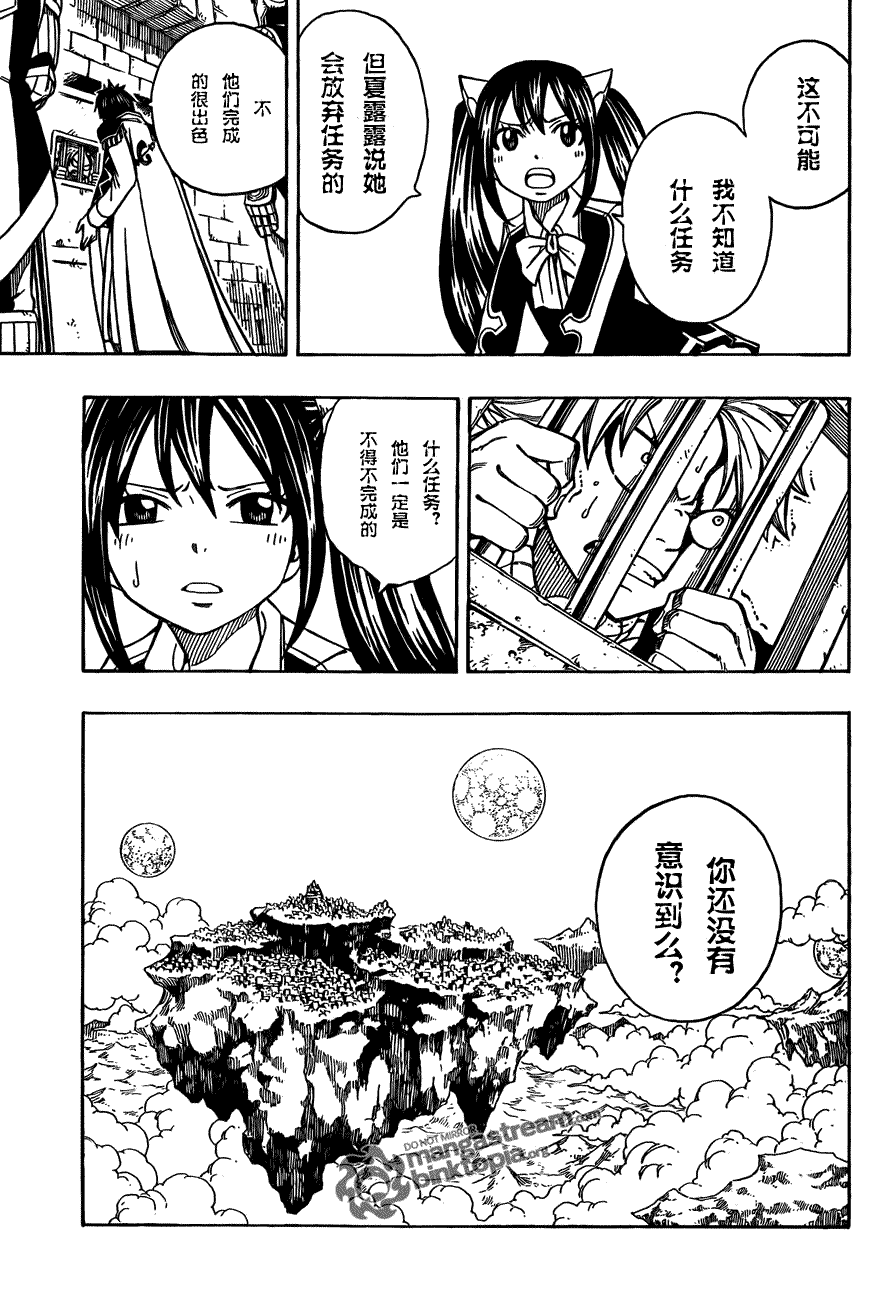 这不可能
我不知道
什么任务
但夏露露说她
会放弃任务的
不
他们完成
的很出色
什么任务?
他们一定是
不得不完成的
你还没有
意识到么?
DO NOT MIRROR
mangastream.com
binktopia.org